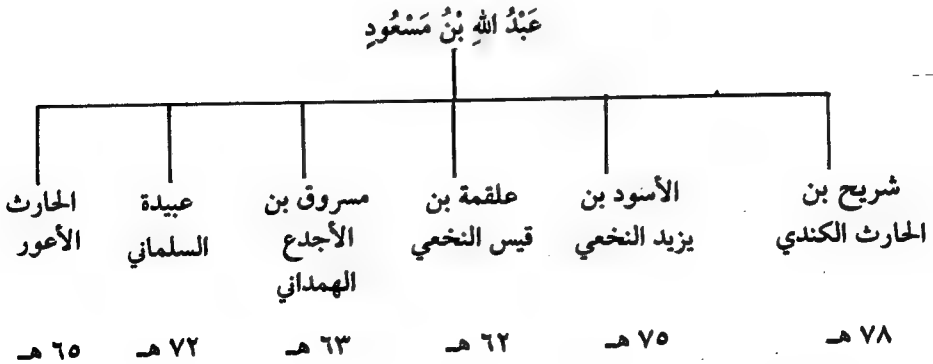 عَبْدُ اللهِ بْنُ مَسْعُودٍ
شريح بن
الحارث الكندي
٧٨ هـ
الأسود بن
يزيد النخعي
٧٥ هـ
علقمة بن
قيس النخعي
٦٢ هـ
مسروق بن
الأجدع
الهمداني
٦٣ هـ
عبيدة
السلماني
٧٢ هـ
الحارث
الأعور
٦٥ هـ